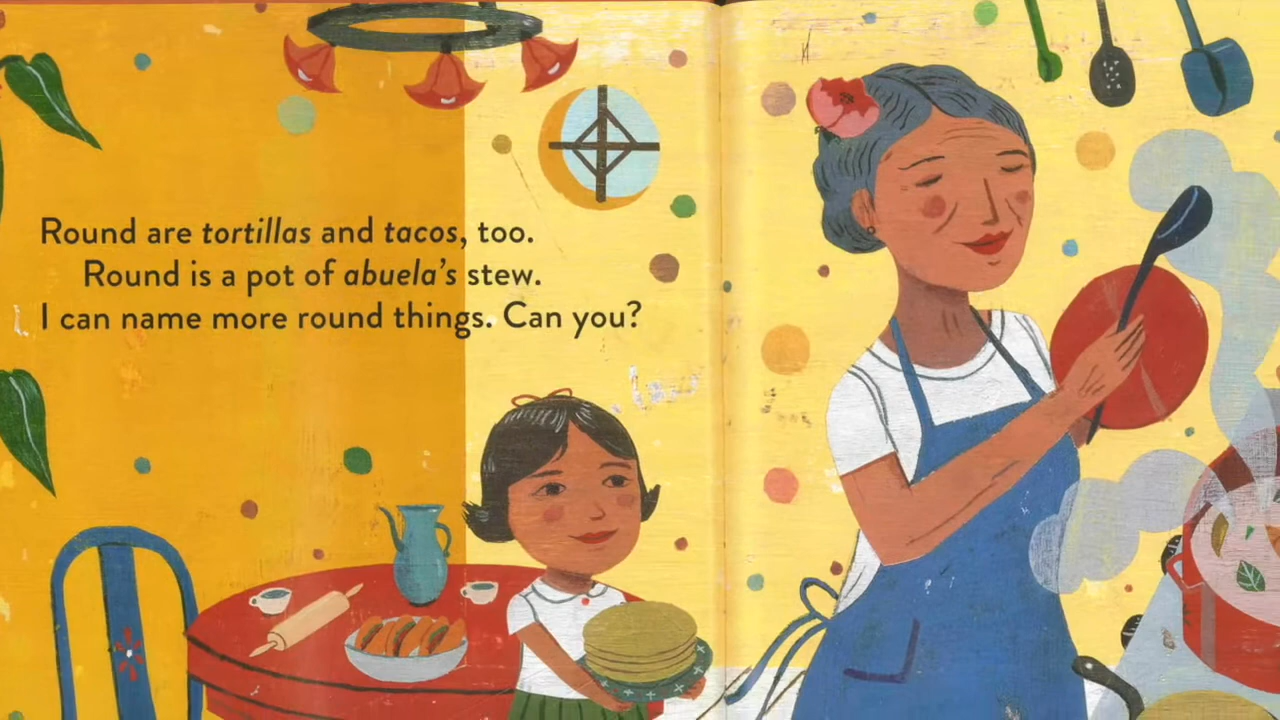 Round are tortillas and tacos, too.
Round is a pot of abuela's stew.
I can name more round things. Can you?